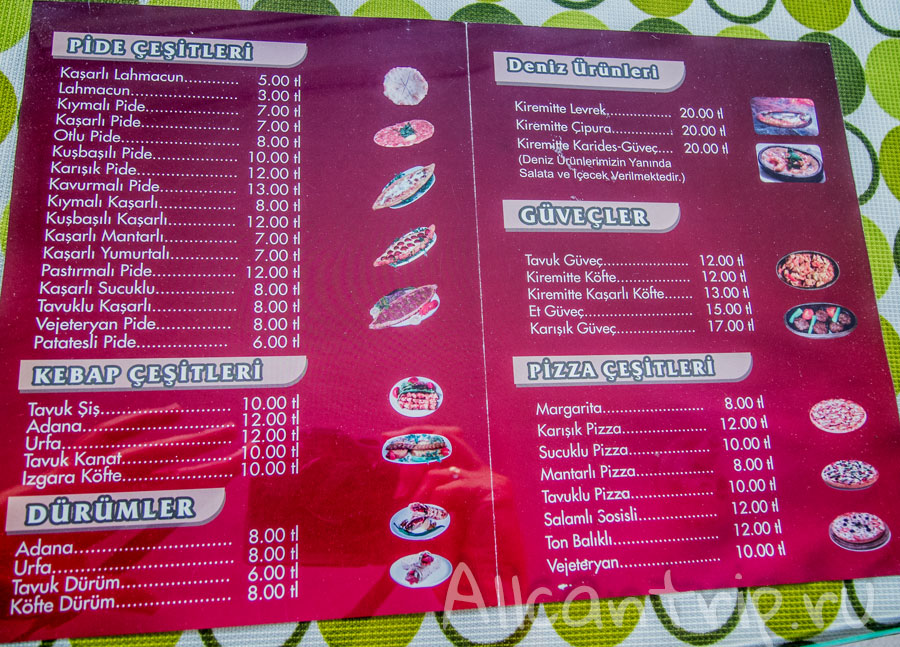 PİDE ÇEŞİTLERİ
Kaşarlı Lahmacun............ 5.00 tl
Lahmacun...................... 3.00 tl
Kıymalı Pide.................... 7.00 tl
Kaşarlı Pide..................... 7.00 tl
Otlu Pide........................ 8.00 tl
Kuşbaşılı Pide................. 10.00 tl
Karışık Pide..................... 12.00 tl
Kavurmalı Pide............... 13.00 tl
Kıymalı Kaşarlı............... 8.00 tl
Kuşbaşılı Kaşarlı............. 12.00 tl
Kaşarlı Mantarlı.............. 7.00 tl
Kaşarlı Yumurtalı............ 7.00 tl
Pastırmalı Pide............... 12.00 tl
Kaşarlı Sucuklu............... 8.00 tl
Tavuklu Kaşarlı............... 8.00 tl
Vejeteryan Pide.............. 8.00 tl
Patatesli Pide.................. 6.00 tl
KEBAP ÇEŞİTLERİ
Tavuk Şiş........................ 10.00 tl
Adana............................ 12.00 tl
Urfa............................... 12.00 tl
Tavuk Kanat.................... 10.00 tl
Izgara Köfte.................... 10.00 tl
DÜRÜMLER
Adana............................ 8.00 tl
Urfa............................... 8.00 tl
Tavuk Dürüm.................. 6.00 tl
Köfte Dürüm................... 8.00 tl
Deniz Ürünleri
Kiremitte Levrek.................. 20.00 tl
Kiremitte Çipura................. 20.00 tl
Kiremitte Karides-Güveç.... 20.00 tl
(Deniz Ürünlerimizin Yanında
Salata ve İçecek Verilmektedir.)
GÜVEÇLER
Tavuk Güveç..................... 12.00 tl
Kiremitte Köfte.................. 12.00 tl
Kiremitte Kaşarlı Köfte....... 13.00 tl
Et Güveç.......................... 15.00 tl
Karışık Güveç................... 17.00 tl
PİZZA ÇEŞİTLERİ
Margarita........................ 8.00 tl
Karışık Pizza.................... 12.00 tl
Sucuklu Pizza.................. 10.00 tl
Mantarlı Pizza................. 8.00 tl
Tavuklu Pizza.................. 10.00 tl
Salamlı Sosisli................. 12.00 tl
Ton Balıklı....................... 12.00 tl
Vejeteryan....................... 10.00 tl
Alkantrip.ru